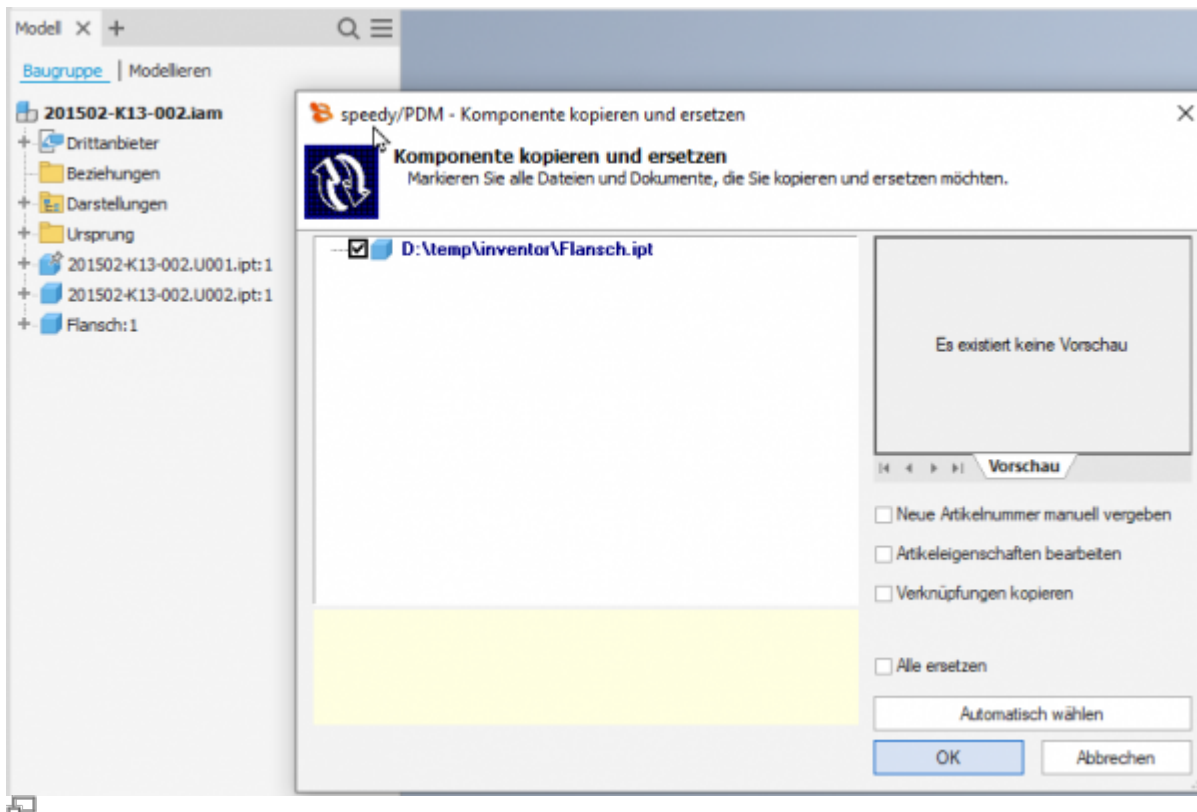 Modell
Baugruppe | Modellieren
201502-K13-002.iam
Drittanbieter
Beziehungen
Darstellungen
Ursprung
201502-K13-002.U001.ipt:1
201502-K13-002.U002.ipt:1
Flansch:1
speedy/PDM - Komponente kopieren und ersetzen
Komponente kopieren und ersetzen
Markieren Sie alle Dateien und Dokumente, die Sie kopieren und ersetzen möchten.
D:\temp\inventor\Flansch.ipt
Es existiert keine Vorschau
Vorschau
Neue Artikelnummer manuell vergeben
Artikeleigenschaften bearbeiten
Verknüpfungen kopieren
Alle ersetzen
Automatisch wählen
OK
Abbrechen